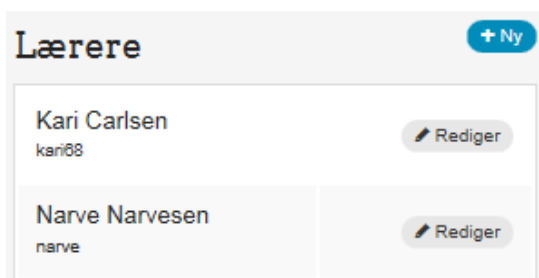 Lærere
+ Ny
Kari Carlsen
kari68
Rediger
Narve Narvesen
narve
Rediger